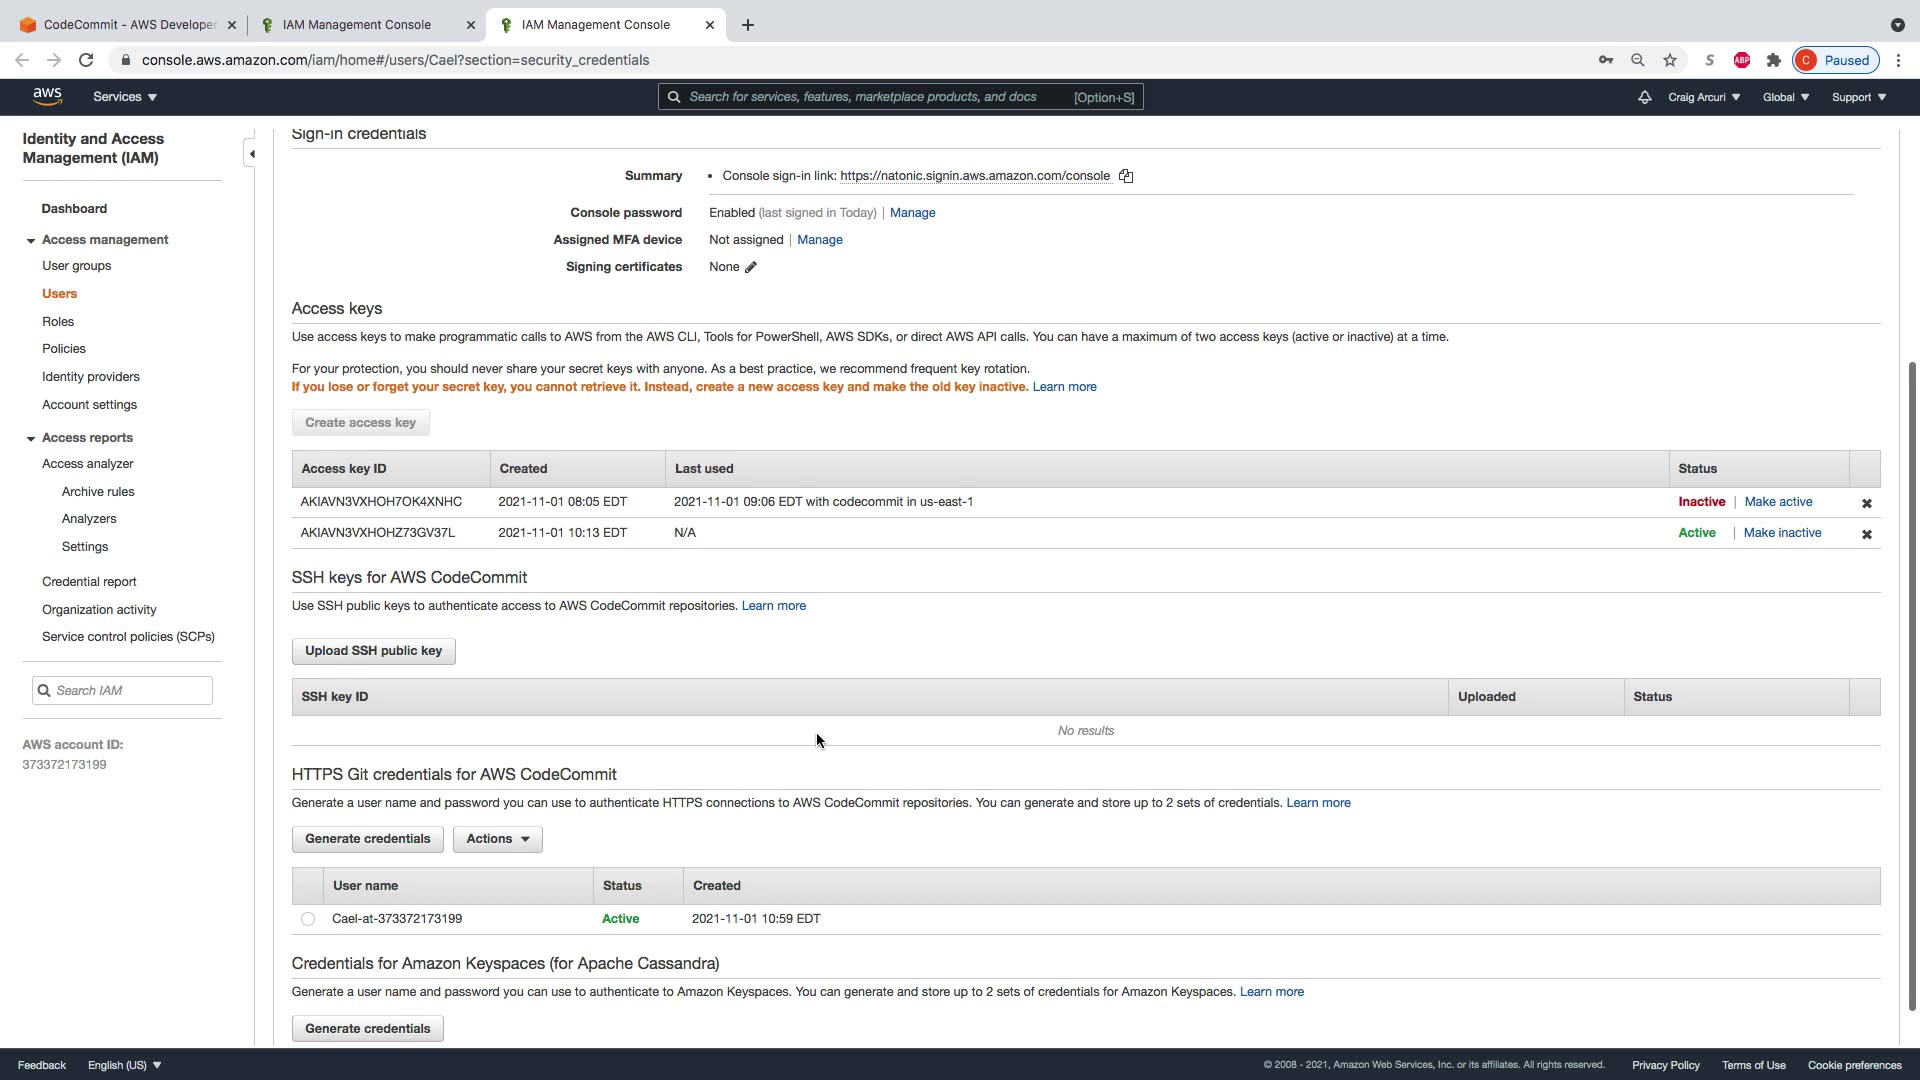 CodeCommit - AWS Developer
IAM Management Console
IAM Management Console
console.aws.amazon.com/iam/home#/users/Cael?section=security_credentials
S
ABP
C
Paused
aws
Services
Search for services, features, marketplace products, and docs
[Option+S]
Craig Arcuri
Global
Support
Identity and Access
Management (IAM)
Dashboard
Access management
User groups
Users
Roles
Policies
Identity providers
Account settings
Access reports
Access analyzer
Archive rules
Analyzers
Settings
Credential report
Organization activity
Service control policies (SCPs)
Search IAM
AWS account ID:
373372173199
Sign-in credentials
Summary
• Console sign-in link: https://natonic.signin.aws.amazon.com/console
Console password Enabled (last signed in Today) | Manage
Assigned MFA device Not assigned | Manage
Signing certificates None
Access keys
Use access keys to make programmatic calls to AWS from the AWS CLI, Tools for PowerShell, AWS SDKs, or direct AWS API calls. You can have a maximum of two access keys (active or inactive) at a time.
For your protection, you should never share your secret keys with anyone. As a best practice, we recommend frequent key rotation.
If you lose or forget your secret key, you cannot retrieve it. Instead, create a new access key and make the old key inactive. Learn more
Create access key
Access key ID Created Last used Status
AKIAVN3VXHOH7OK4XNHC 2021-11-01 08:05 EDT 2021-11-01 09:06 EDT with codecommit in us-east-1 Inactive | Make active
AKIAVN3VXHOHZ73GV37L 2021-11-01 10:13 EDT N/A Active | Make inactive
SSH keys for AWS CodeCommit
Use SSH public keys to authenticate access to AWS CodeCommit repositories. Learn more
Upload SSH public key
SSH key ID Uploaded Status
No results
HTTPS Git credentials for AWS CodeCommit
Generate a user name and password you can use to authenticate HTTPS connections to AWS CodeCommit repositories. You can generate and store up to 2 sets of credentials. Learn more
Generate credentials
Actions
User name Status Created
Cael-at-373372173199 Active 2021-11-01 10:59 EDT
Credentials for Amazon Keyspaces (for Apache Cassandra)
Generate a user name and password you can use to authenticate to Amazon Keyspaces. You can generate and store up to 2 sets of credentials for Amazon Keyspaces. Learn more
Generate credentials
Feedback
English (US)
© 2008 - 2021, Amazon Web Services, Inc. or its affiliates. All rights reserved.
Privacy Policy
Terms of Use
Cookie preferences